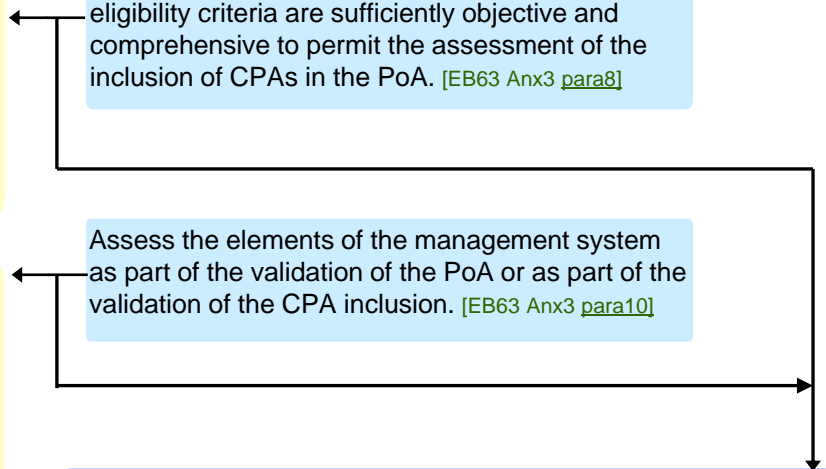 eligibility criteria are sufficiently objective and
comprehensive to permit the assessment of the
inclusion of CPAs in the PoA. [EB63 Anx3 para8]
Assess the elements of the management system
as part of the validation of the PoA or as part of the
validation of the CPA inclusion. [EB63 Anx3 para10]